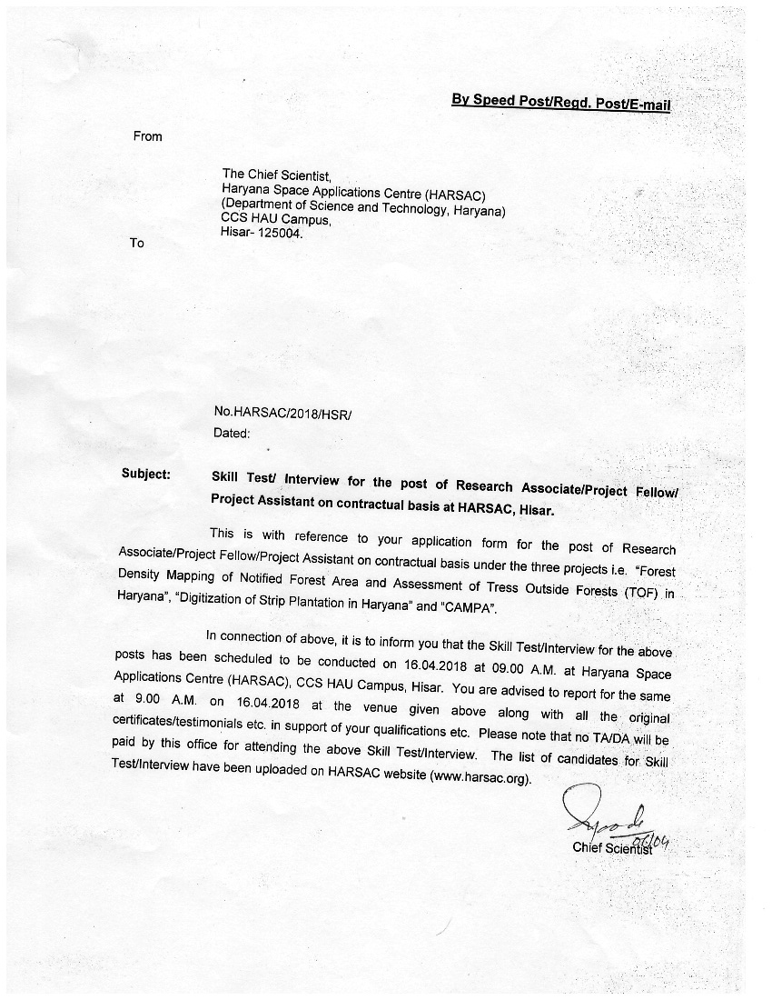 By Speed Post/Regd. Post/E-mail
From
The Chief Scientist,
Haryana Space Applications Centre (HARSAC)
(Department of Science and Technology, Haryana)
CCS HAU Campus,
Hisar- 125004.
To
No.HARSAC/2018/HSR/
Dated:
Subject: Skill Test/ Interview for the post of Research Associate/Project Fellow/
Project Assistant on contractual basis at HARSAC, Hisar.
This is with reference to your application form for the post of Research
Associate/Project Fellow/Project Assistant on contractual basis under the three projects i.e. “Forest
Density Mapping of Notified Forest Area and Assessment of Tress Outside Forests (TOF) in
Haryana”, “Digitization of Strip Plantation in Haryana” and “CAMPA”.
In connection of above, it is to inform you that the Skill Test/Interview for the above
posts has been scheduled to be conducted on 16.04.2018 at 09.00 A.M. at Haryana Space
Applications Centre (HARSAC), CCS HAU Campus, Hisar. You are advised to report for the same
at 9.00 A.M. on 16.04.2018 at the venue given above along with all the original
certificates/testimonials etc. in support of your qualifications etc. Please note that no TA/DA will be
paid by this office for attending the above Skill Test/Interview. The list of candidates for Skill
Test/Interview have been uploaded on HARSAC website (www.harsac.org).
Chief Scientist